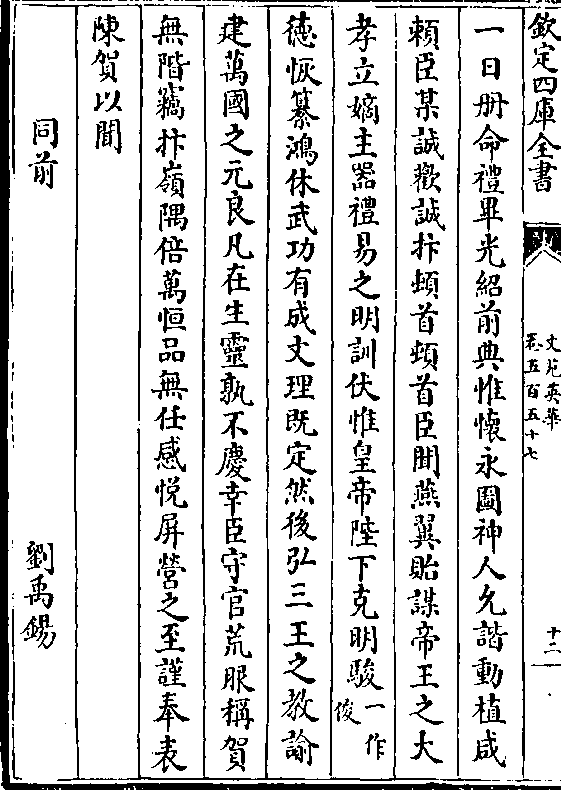 欽定四庫全書
文苑英華
卷五百五十七
十二
一日册命禮畢光紹前典惟懷永圖神人允諧動植咸
頼臣某誠歡誠抃頓首頓首臣聞燕翼貽謀帝王之大
孝立嫡主器禮易之明訓伏惟皇帝陛下克明駿一作俊
徳恢纂鴻休武功有成文理既定然後弘三王之教諭
建萬國之元良凡在生靈孰不慶幸臣守官荒服稱賀
無階竊抃嶺隅倍萬恒品無任感悦屏營之至謹奉表
陳賀以聞
同前 劉禹錫